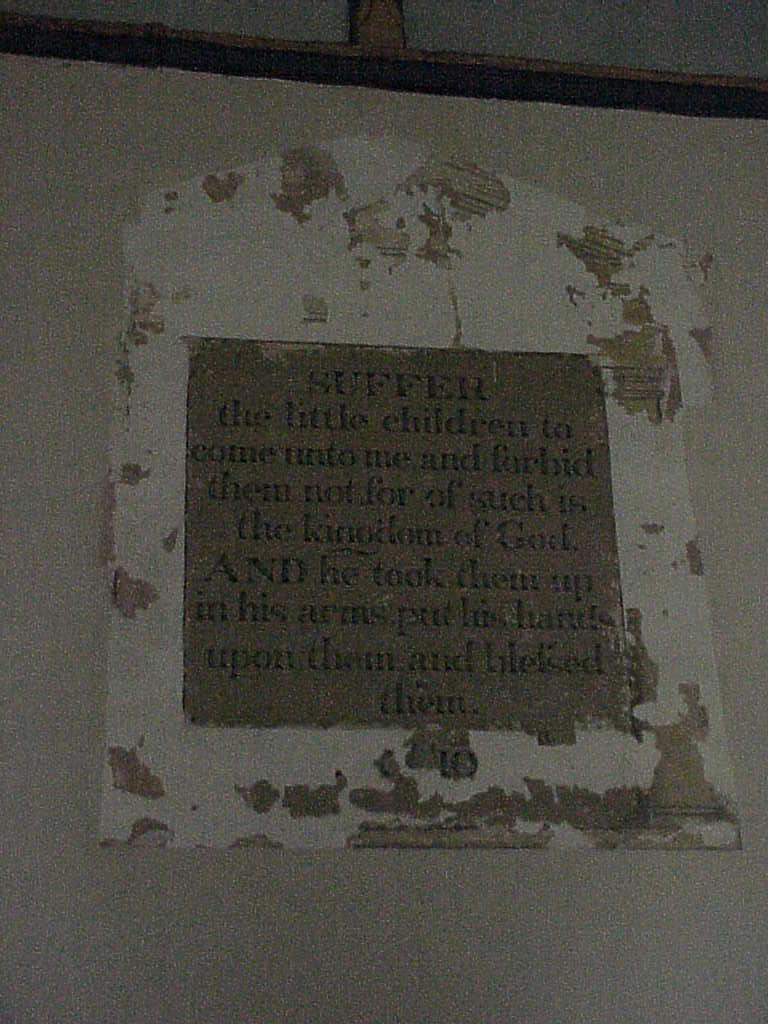 SUFFER
the little children to
come unto me and forbid
them not for of such is
the kingdom of God.
AND he took them up
in his arms put his hands
upon them and bleſsed
them.
10